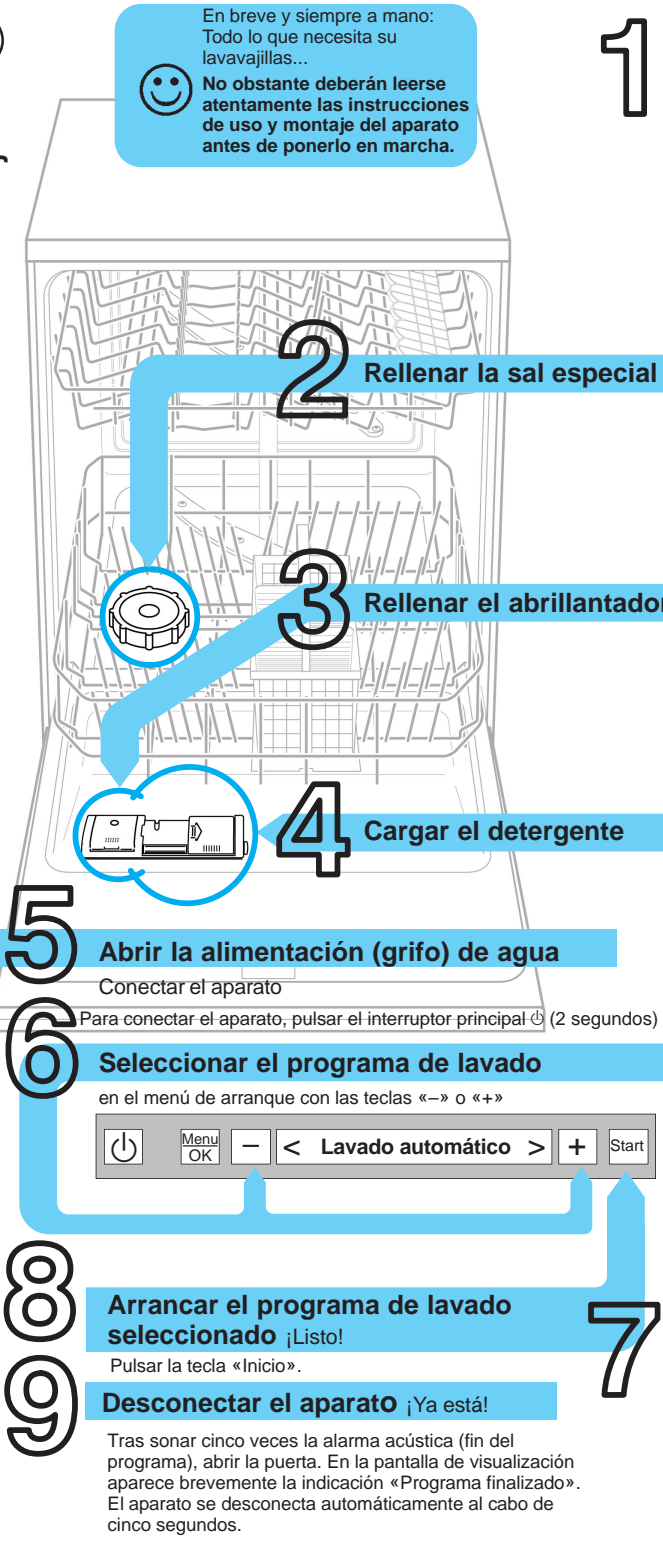 En breve y siempre a mano:
Todo lo que necesita su
lavavajillas...
No obstante deberán leerse
atentamente las instrucciones
de uso y montaje del aparato
antes de ponerlo en marcha.
1
2
Rellenar la sal especial
3
Rellenar el abrillantador
4
Cargar el detergente
5
Abrir la alimentación (grifo) de agua
Conectar el aparato
Para conectar el aparato, pulsar el interruptor principal (2 segundos)
6
Seleccionar el programa de lavado
en el menú de arranque con las teclas «–» o «+»
Menu
OK
– < Lavado automático > + Start
8
Arrancar el programa de lavado
seleccionado ¡Listo!
Pulsar la tecla «Inicio».
7
9
Desconectar el aparato ¡Ya está!
Tras sonar cinco veces la alarma acústica (fin del
programa), abrir la puerta. En la pantalla de visualización
aparece brevemente la indicación «Programa finalizado».
El aparato se desconecta automáticamente al cabo de
cinco segundos.